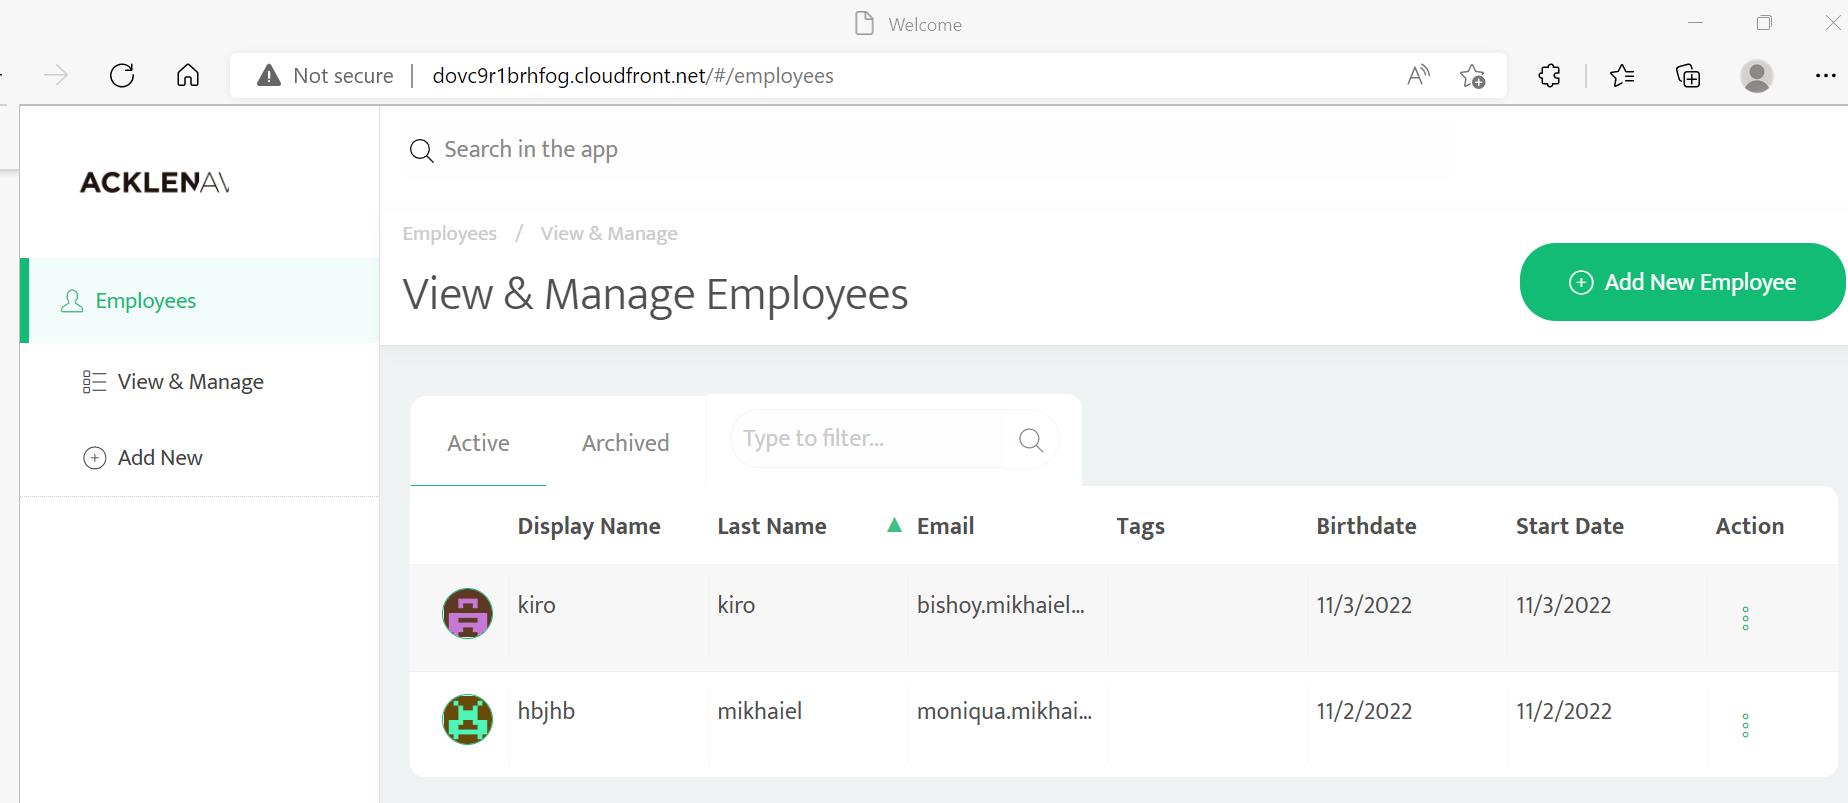 Welcome
Not secure | dovc9r1brhfog.cloudfront.net/#/employees
Search in the app
ACKLENAV
Employees / View & Manage
View & Manage Employees
Add New Employee
Employees
View & Manage
Add New
Active Archived Type to filter...
Display Name Last Name Email Tags Birthdate Start Date Action
kiro kiro bishoy.mikhaiel... 11/3/2022 11/3/2022
hbjhb mikhaiel moniqua.mikhai... 11/2/2022 11/2/2022